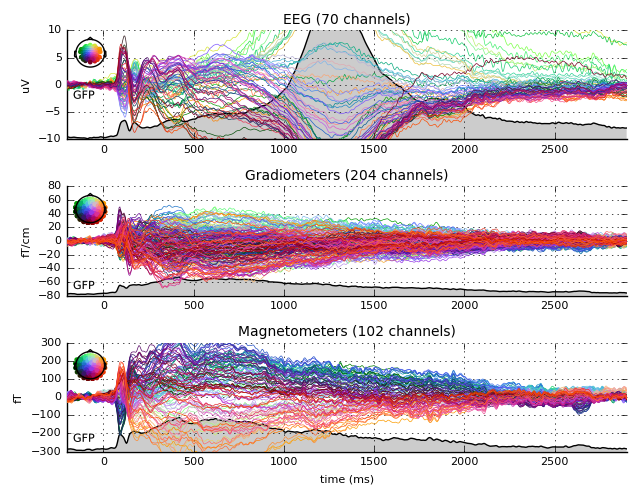 EEG (70 channels)
10
5
0
−5
−10
uV
GFP
0 500 1000 1500 2000 2500
Gradiometers (204 channels)
80
60
40
20
0
−20
−40
−60
−80
fT/cm
GFP
0 500 1000 1500 2000 2500
Magnetometers (102 channels)
300
200
100
0
−100
−200
−300
fT
GFP
0 500 1000 1500 2000 2500
time (ms)